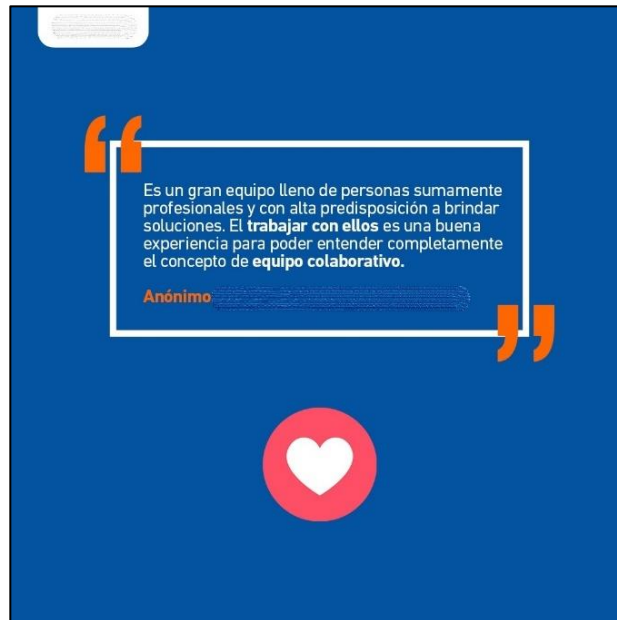 Es un gran equipo lleno de personas sumamente
profesionales y con alta predisposición a brindar
soluciones. El trabajar con ellos es una buena
experiencia para poder entender completamente
el concepto de equipo colaborativo.
Anónimo